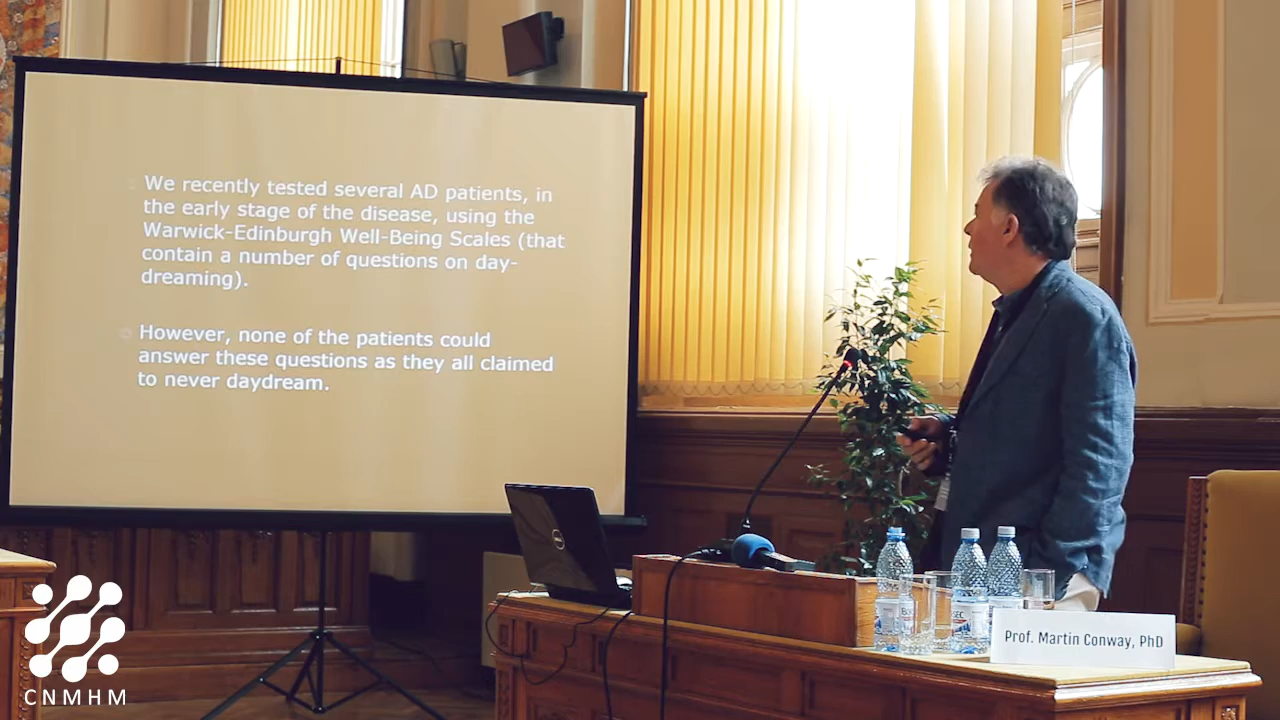 We recently tested several AD patients, in
the early stage of the disease, using the
Warwick-Edinburgh Well-Being Scales (that
contain a number of questions on day-
dreaming).
However, none of the patients could
answer these questions as they all claimed
to never daydream.
Prof. Martin Conway, PhD
CNMHM